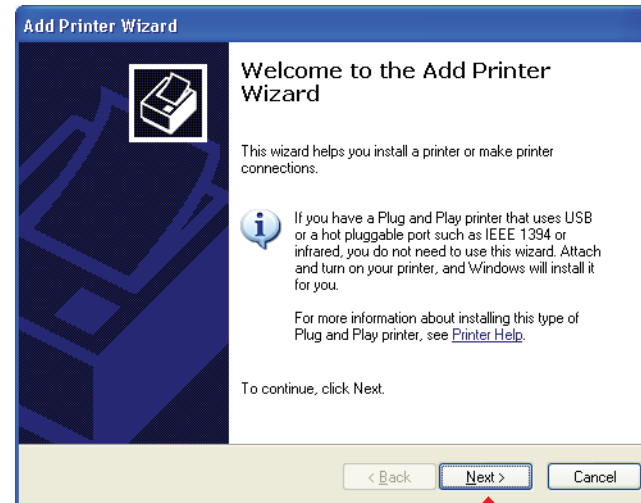 Add Printer Wizard
Welcome to the Add Printer
Wizard
This wizard helps you install a printer or make printer
connections.
If you have a Plug and Play printer that uses USB
or a hot pluggable port such as IEEE 1394 or
infrared, you do not need to use this wizard. Attach
and turn on your printer, and Windows will install it
for you.
For more information about installing this type of
Plug and Play printer, see Printer Help.
To continue, click Next.
< Back
Next >
Cancel